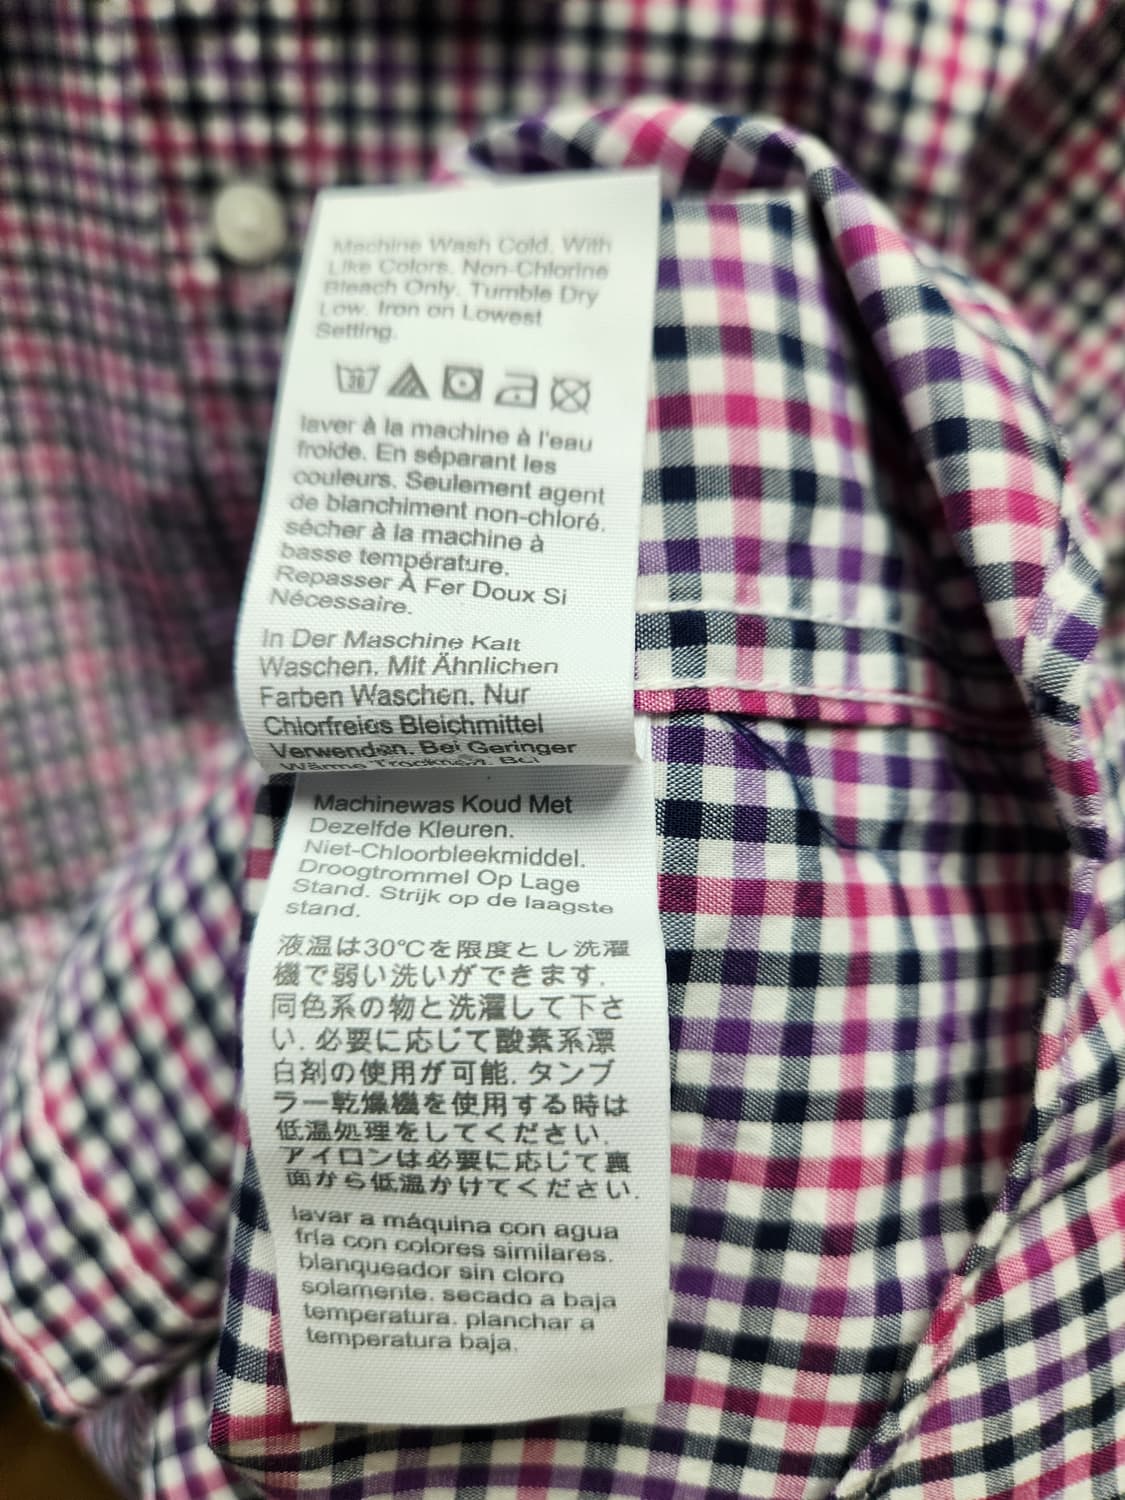 Machine Wash Cold. With
Like Colors. Non-Chlorine
Bleach Only. Tumble Dry
Low. Iron on Lowest
Setting.
30
laver à la machine à l'eau
froide. En séparant les
couleurs. Seulement agent
de blanchiment non-chloré.
sécher à la machine à
basse température.
Repasser À Fer Doux Si
Nécessaire.
In Der Maschine Kalt
Waschen. Mit Ähnlichen
Farben Waschen. Nur
Chlorfreies Bleichmittel
Verwenden. Bei Geringer
Wärme Trocknen. Bei
Machinewas Koud Met
Dezelfde Kleuren.
Niet-Chloorbleekmiddel.
Droogtrommel Op Lage
Stand. Strijk op de laagste
stand.
液温は30℃を限度とし洗濯
機で弱い洗いができます.
同色系の物と洗濯して下さ
い. 必要に応じて酸素系漂
白剤の使用が可能. タンブ
ラー乾燥機を使用する時は
低温処理をしてください.
アイロンは必要に応じて裏
面から低温かけてください.
lavar a máquina con agua
fría con colores similares.
blanqueador sin cloro
solamente. secado a baja
temperatura. planchar a
temperatura baja.